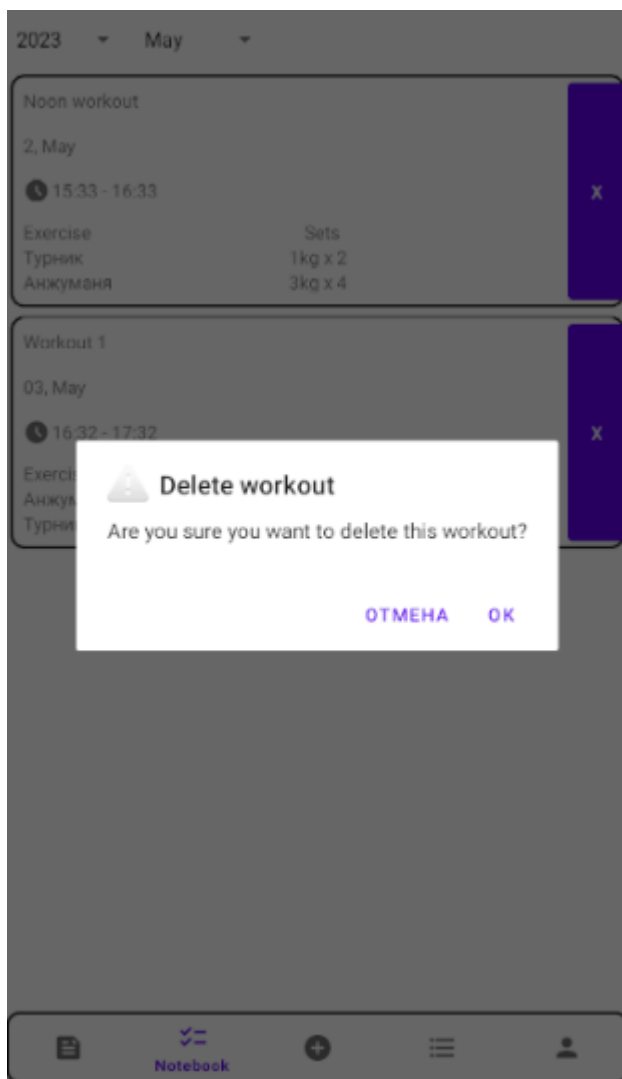 2023 May
Noon workout
2, May
15:33 - 16:33
X
Exercise Sets
Турник 1kg x 2
Анжуманя 3kg x 4
Workout 1
03, May
16:32 - 17:32
X
Delete workout
Are you sure you want to delete this workout?
ОТМЕНА OK
Notebook